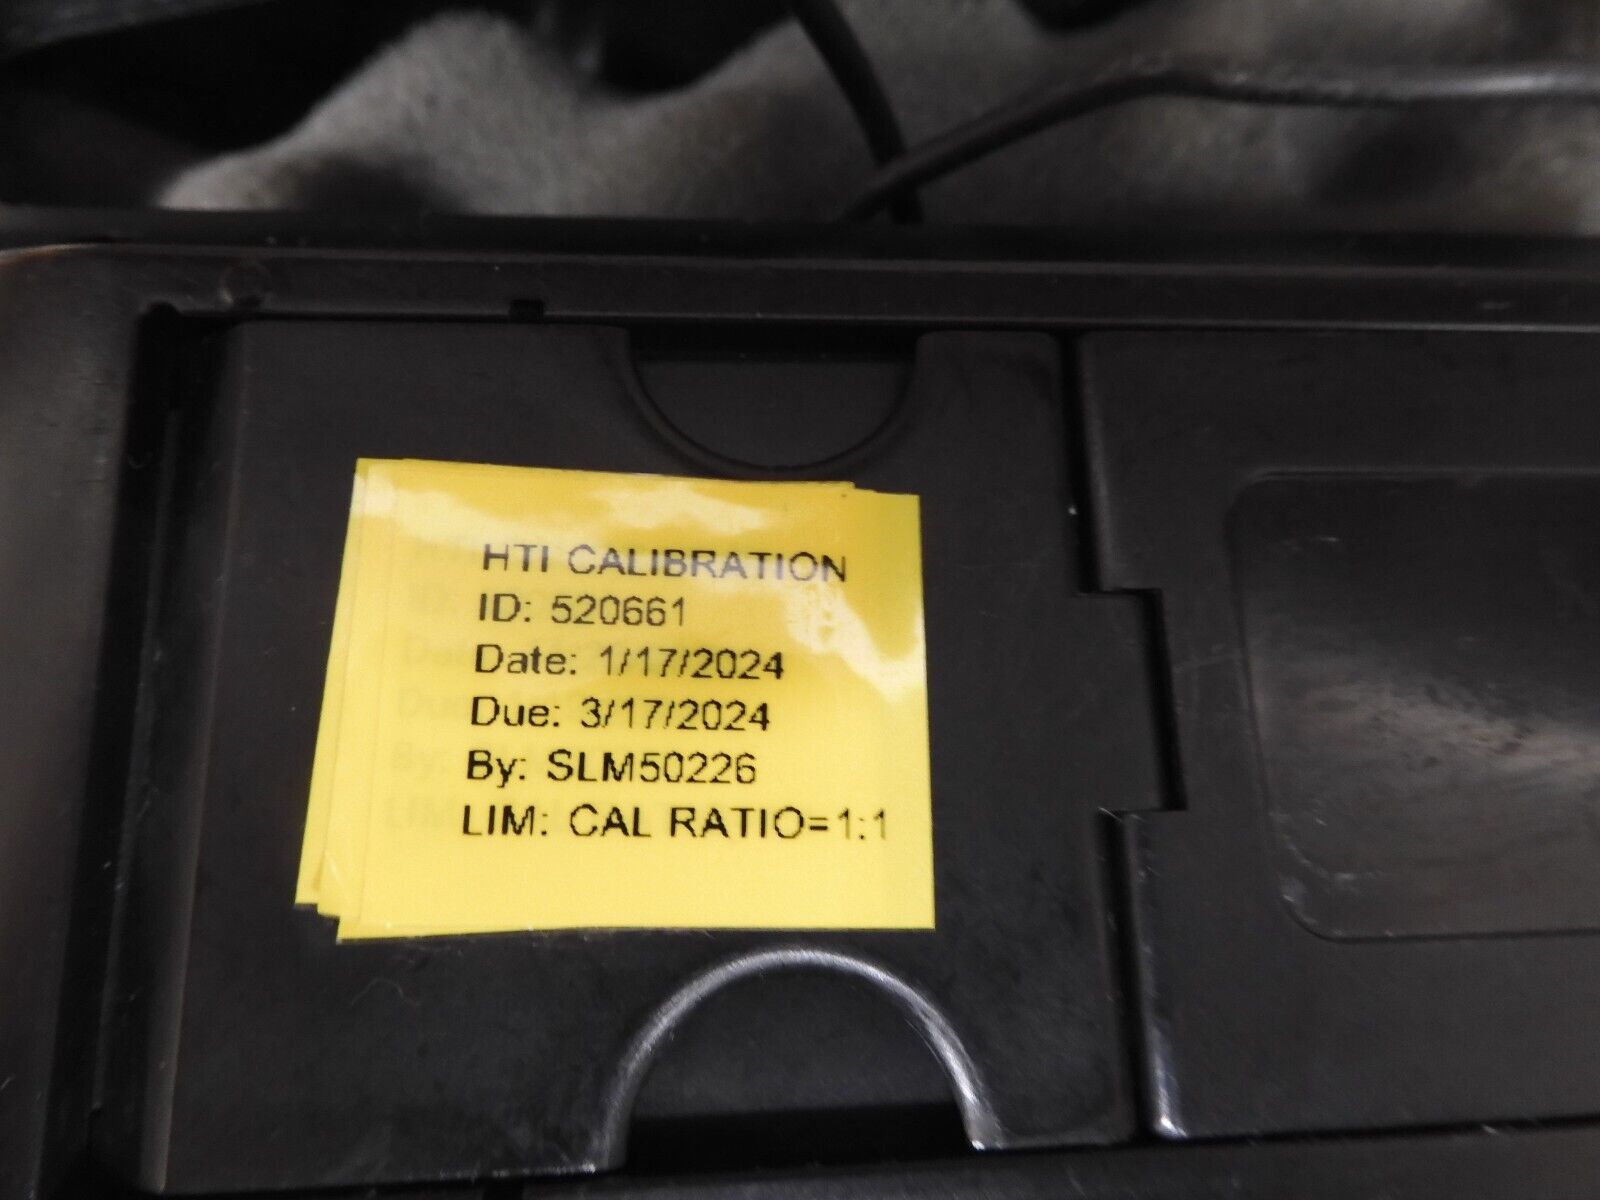 HTI CALIBRATION
ID: 520661
Date: 1/17/2024
Due: 3/17/2024
By: SLM50226
LIM: CAL RATIO=1:1